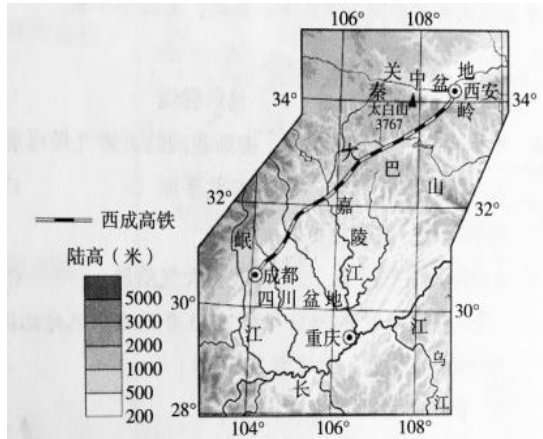 106° 108°
关中盆地
秦岭
西安
34° 太白山 34°
3767
大巴山
32° 32°
嘉陵江
西成高铁
岷江
陆高(米)
成都
5000
四川盆地
30° 30°
3000
重庆
2000
长江
乌江
1000
500
200
28°
104° 106° 108°